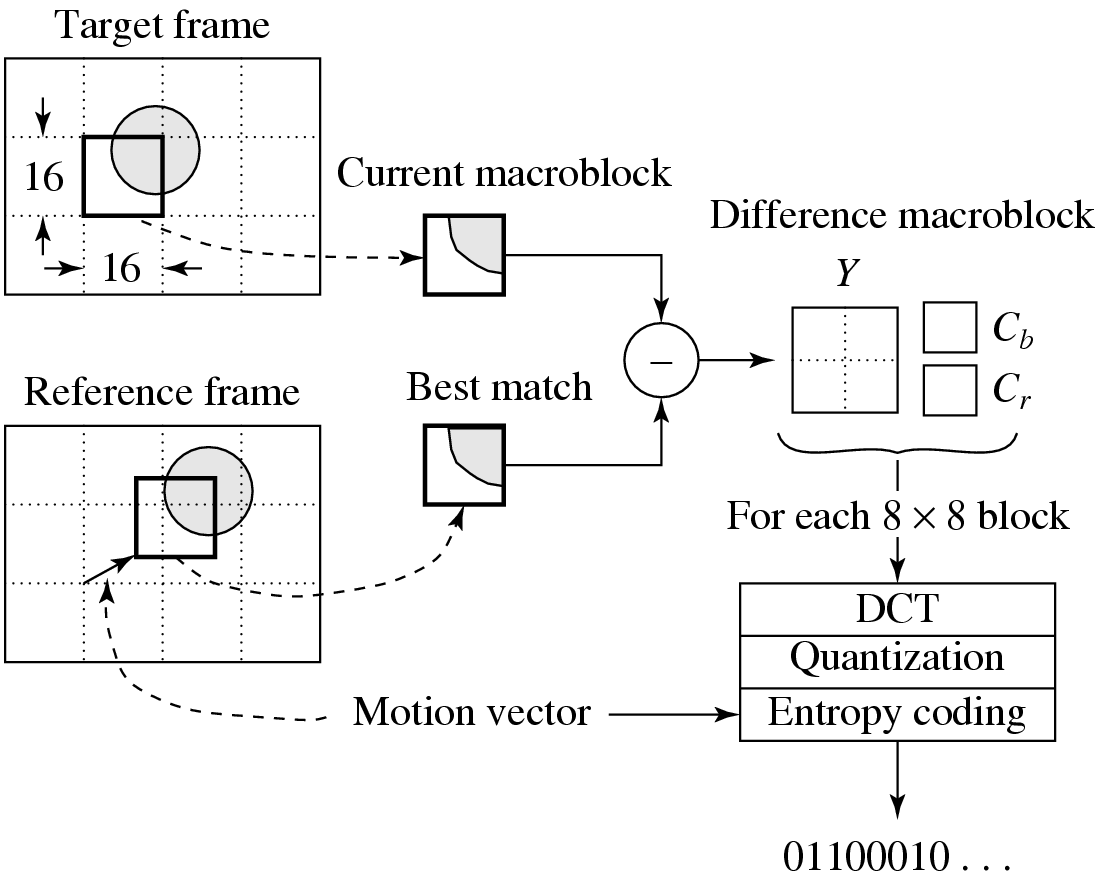 Target frame
16
16
Current macroblock
Difference macroblock
Y
C_b
C_r
−
Reference frame
Best match
For each 8 × 8 block
DCT
Quantization
Motion vector
Entropy coding
01100010 . . .